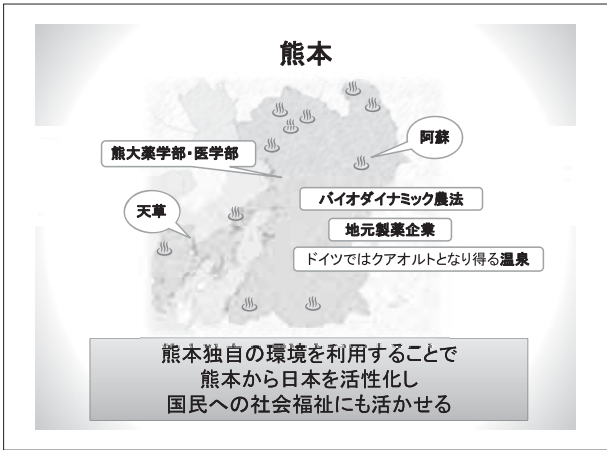 熊本
阿蘇
熊大薬学部・医学部
バイオダイナミック農法
天草
地元製薬企業
ドイツではクアオルトとなり得る温泉
熊本独自の環境を利用することで
熊本から日本を活性化し
国民への社会福祉にも活かせる